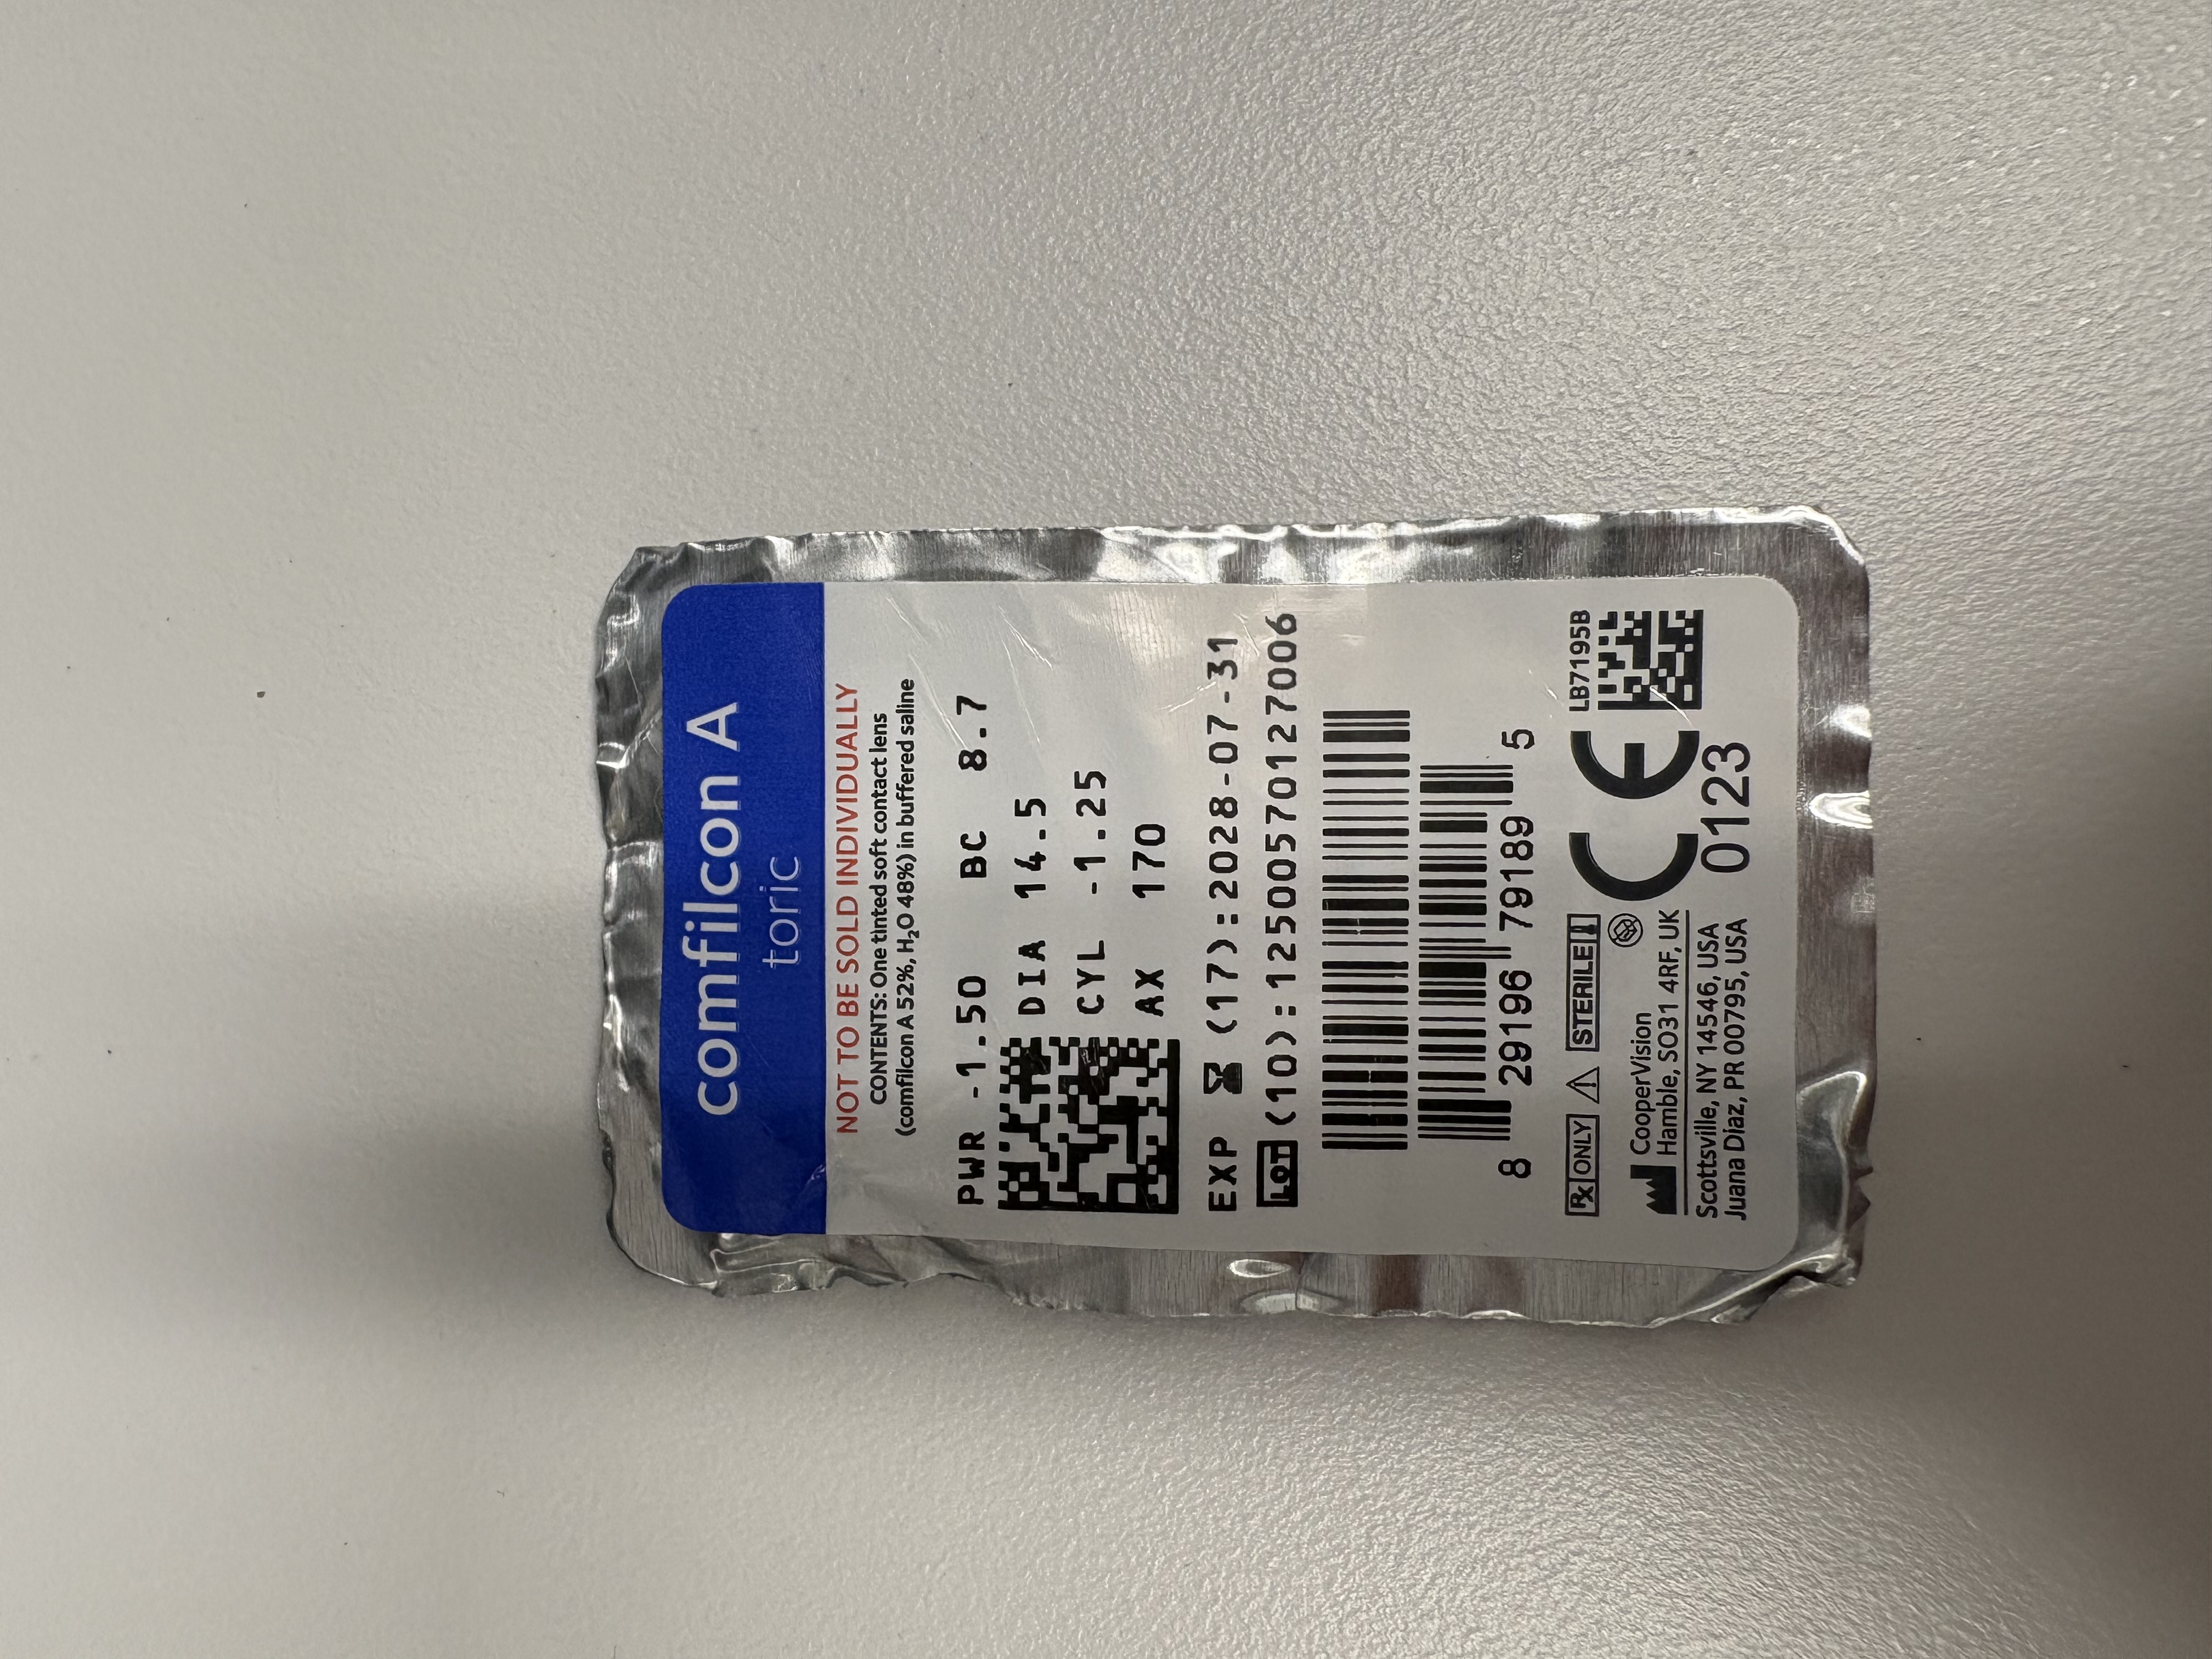 comfilcon A
toric
NOT TO BE SOLD INDIVIDUALLY
CONTENTS: One tinted soft contact lens
(comfilcon A 52%, H₂O 48%) in buffered saline
PWR -1.50 BC 8.7
DIA 14.5
CYL -1.25
AX 170
EXP (17):2028-07-31
LOT (10):12500570127006
8 29196 79189 5
Rx ONLY STERILE
CE LB7195B
CooperVision
Hamble, SO31 4RF, UK
Scottsville, NY 14546, USA
Juana Diaz, PR 00795, USA
0123